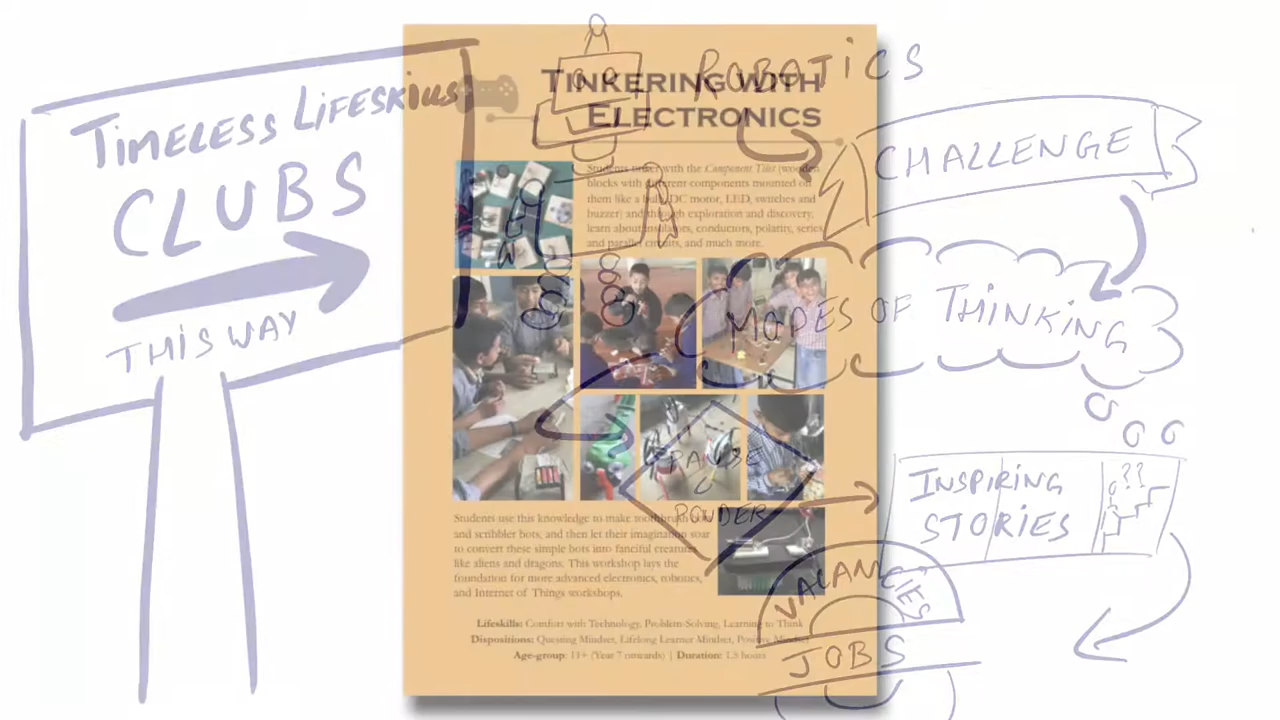 TIMELESS LIFESKILLS
CLUBS
THIS WAY
TINKERING WITH
ELECTRONICS
Students tinker with the Component Tiles (wooden
blocks with different components mounted on
them like a bulb, DC motor, LED, switches and
buzzer) and through exploration and discovery,
learn about insulators, conductors, polarity, series
and parallel circuits, and much more.
Students use this knowledge to make toothbrush bots
and scribbler bots, and then let their imagination soar
to convert these simple bots into fanciful creatures
like aliens and dragons. This workshop lays the
foundation for more advanced electronics, robotics,
and Internet of Things workshops.
Lifeskills: Comfort with Technology, Problem-Solving, Learning to Think
Dispositions: Questing Mindset, Lifelong Learner Mindset, Positive Mindset
Age-group: 11+ (Year 7 onwards) | Duration: 1.5 hours
ROBATICS
CHALLENGE
MODES OF THINKING
PAUSE
&
POUDER
INSPIRING
STORIES
??
VACANCIES
JOBS